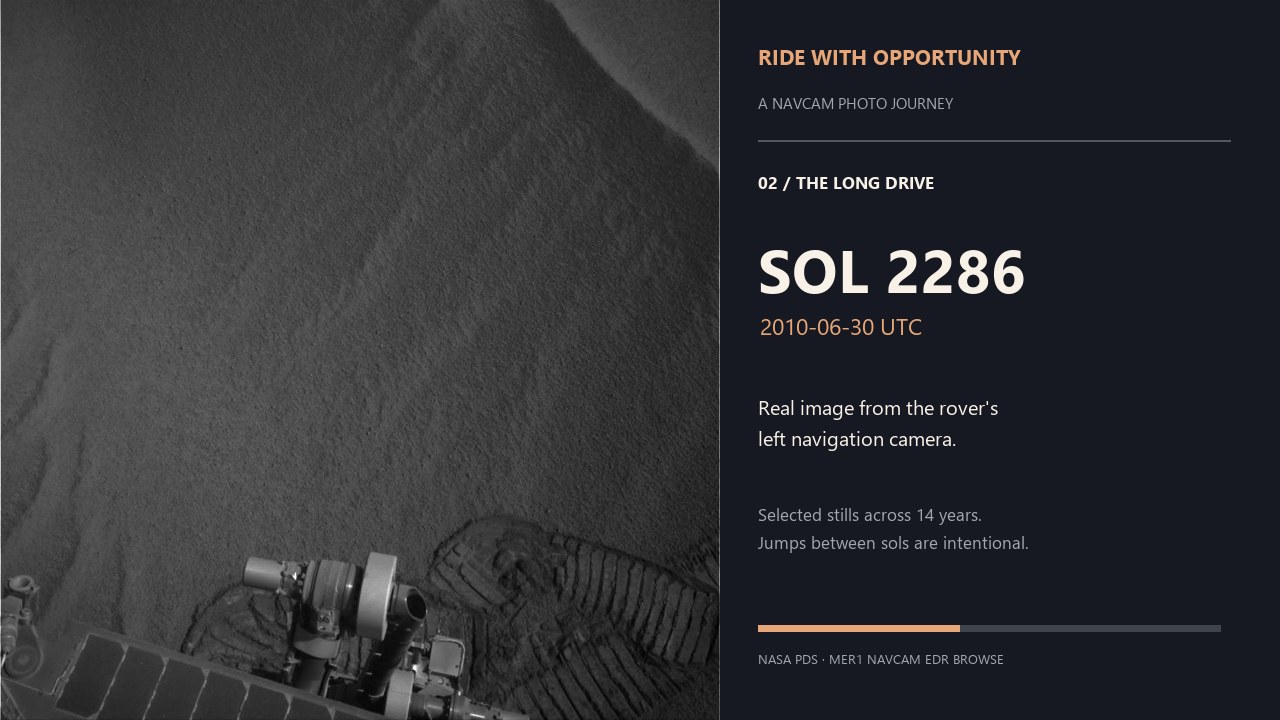 RIDE WITH OPPORTUNITY
A NAVCAM PHOTO JOURNEY
02 / THE LONG DRIVE
SOL 2286
2010-06-30 UTC
Real image from the rover's
left navigation camera.
Selected stills across 14 years.
Jumps between sols are intentional.
NASA PDS · MER1 NAVCAM EDR BROWSE